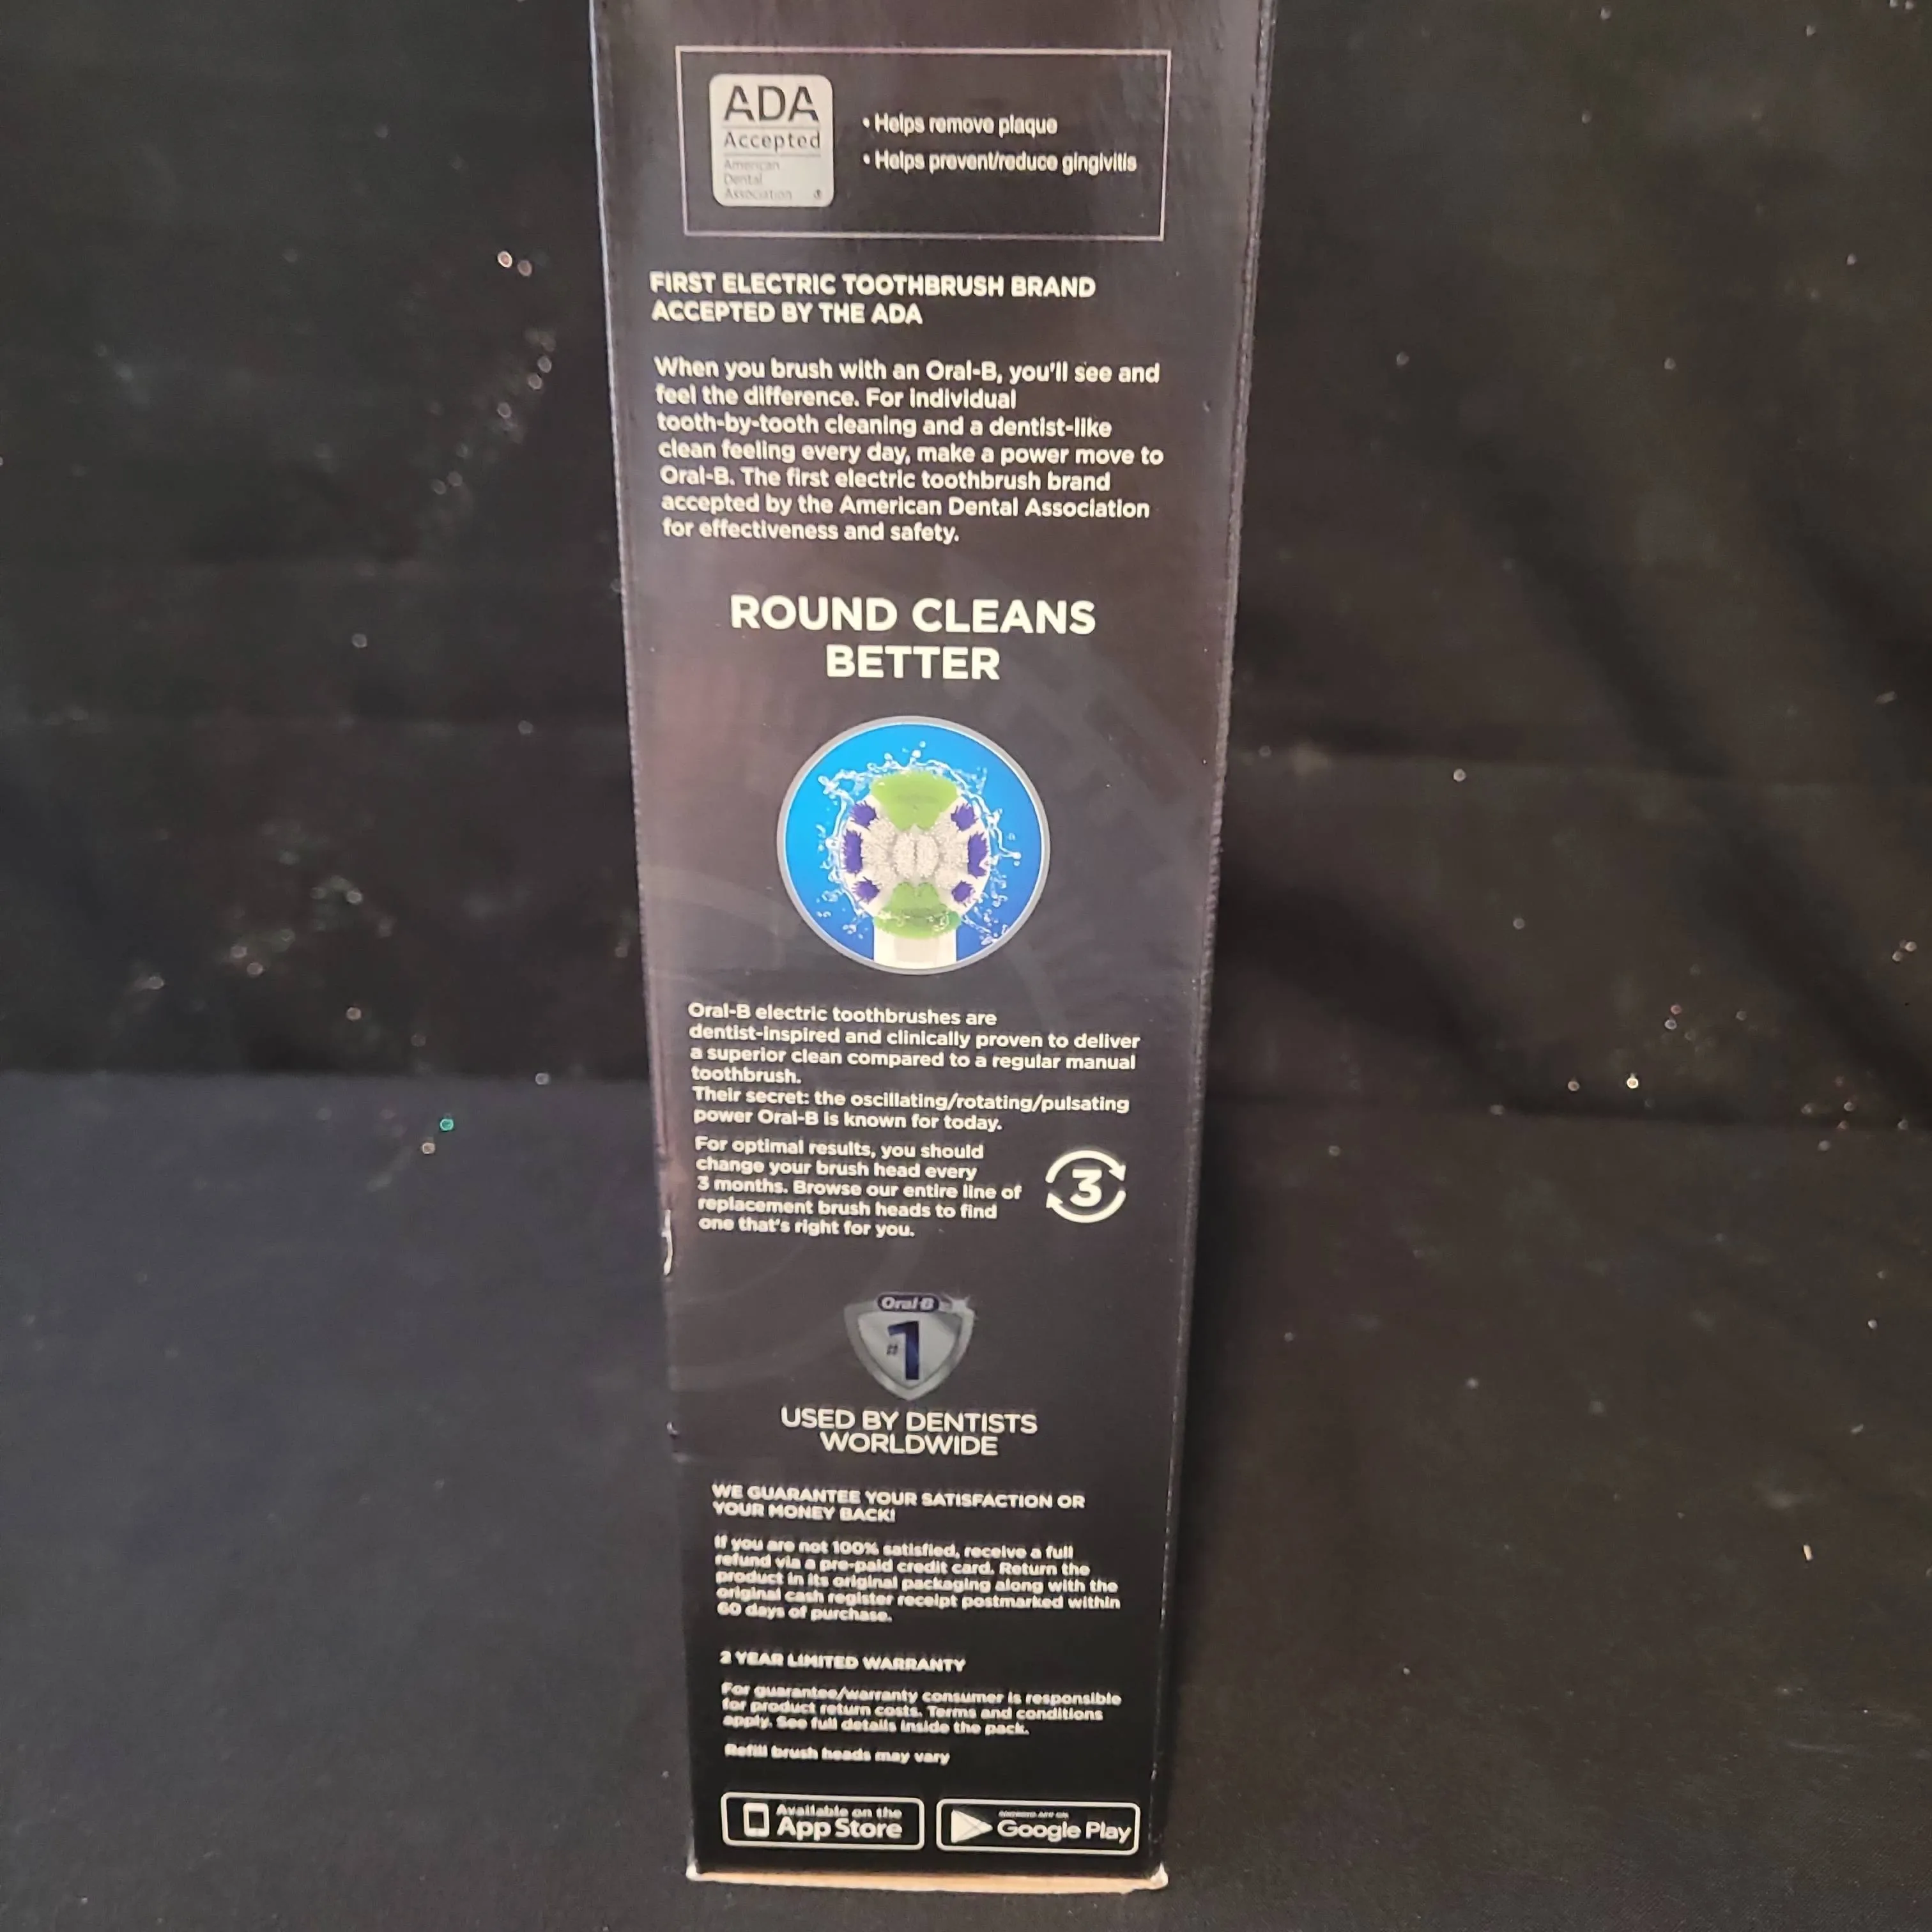 ADA
Accepted
American
Dental
Association ®
• Helps remove plaque
• Helps prevent/reduce gingivitis
FIRST ELECTRIC TOOTHBRUSH BRAND
ACCEPTED BY THE ADA
When you brush with an Oral-B, you'll see and
feel the difference. For individual
tooth-by-tooth cleaning and a dentist-like
clean feeling every day, make a power move to
Oral-B. The first electric toothbrush brand
accepted by the American Dental Association
for effectiveness and safety.
ROUND CLEANS
BETTER
Oral-B electric toothbrushes are
dentist-inspired and clinically proven to deliver
a superior clean compared to a regular manual
toothbrush.
Their secret: the oscillating/rotating/pulsating
power Oral-B is known for today.
For optimal results, you should
change your brush head every
3 months. Browse our entire line of
replacement brush heads to find
one that's right for you.
3
Oral-B
#1
USED BY DENTISTS
WORLDWIDE
WE GUARANTEE YOUR SATISFACTION OR
YOUR MONEY BACK!
If you are not 100% satisfied, receive a full
refund via a pre-paid credit card. Return the
product in its original packaging along with the
original cash register receipt postmarked within
60 days of purchase.
2 YEAR LIMITED WARRANTY
For guarantee/warranty consumer is responsible
for product return costs. Terms and conditions
apply. See full details inside the pack.
Refill brush heads may vary
Available on the
App Store
ANDROID APP ON
Google Play